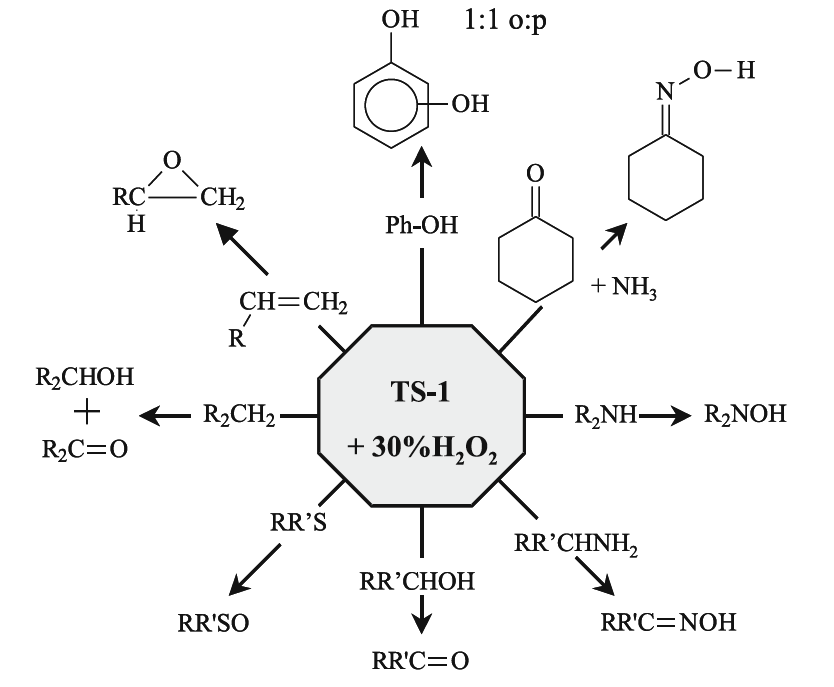 OH 1:1 o:p
OH
O–H
N
O
RC CH₂
H
Ph-OH
O
+ NH₃
CH=CH₂
R
R₂CHOH
+
R₂C=O
R₂CH₂
TS-1
+ 30%H₂O₂
R₂NH
R₂NOH
RR’S
RR’CHNH₂
RR’CHOH
RR'SO
RR'C=NOH
RR'C=O